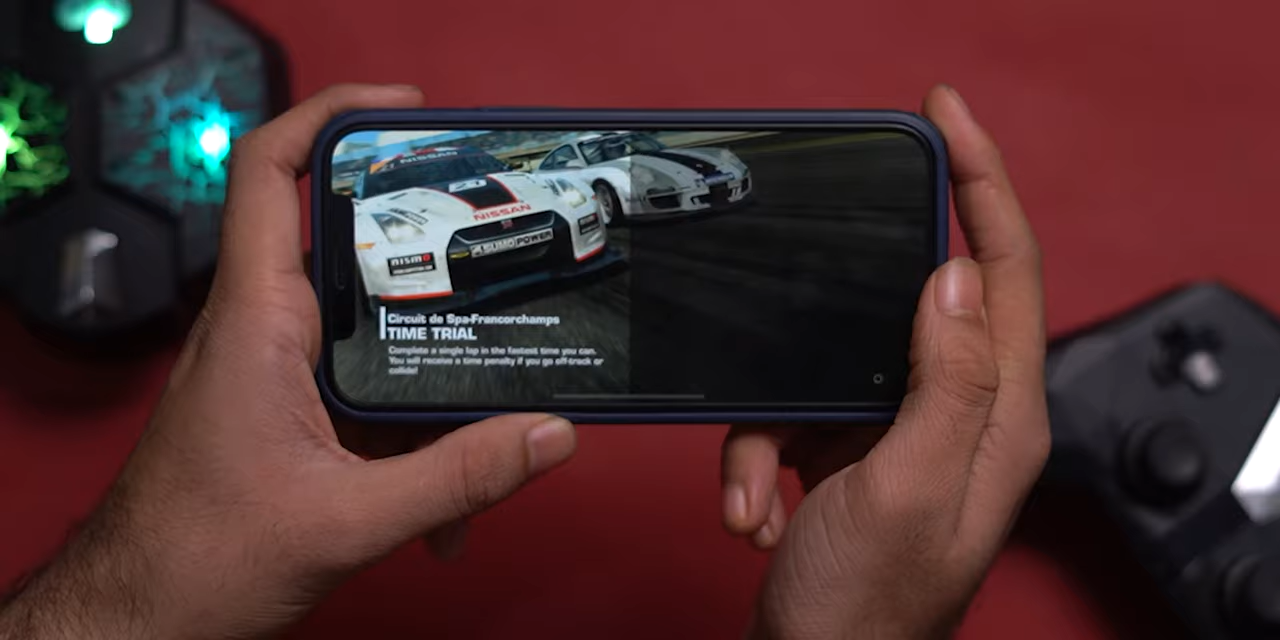 NISSAN
NISSAN
nismo
SUMO POWER
Circuit de Spa-Francorchamps
TIME TRIAL
Complete a single lap in the fastest time you can.
You will receive a time penalty if you go off-track or
collide!